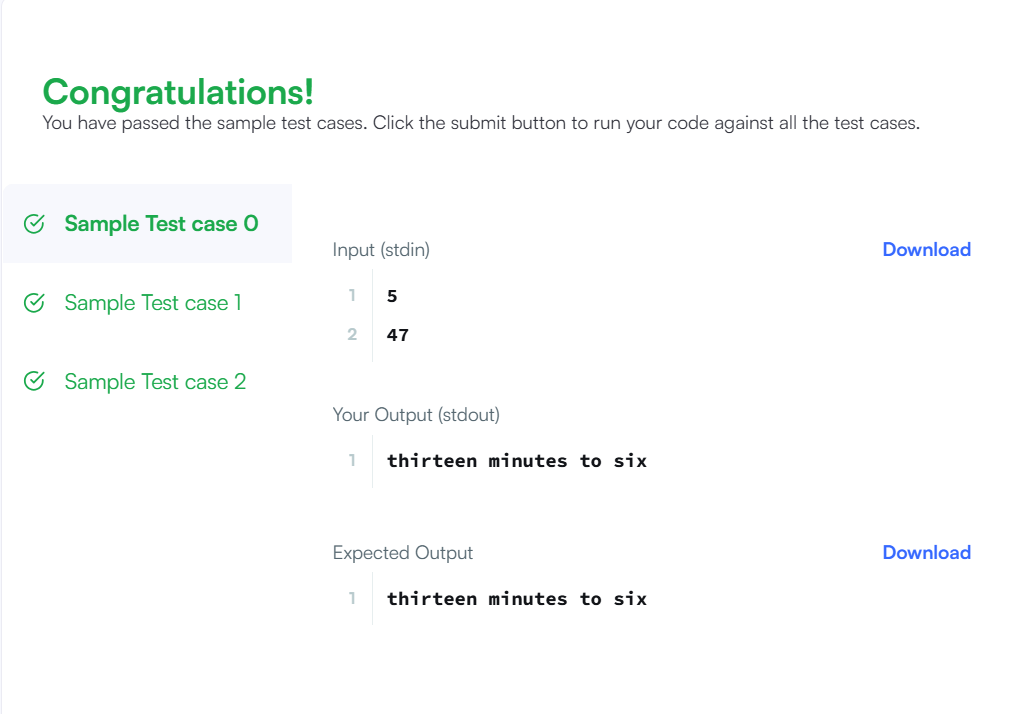 Congratulations!
You have passed the sample test cases. Click the submit button to run your code against all the test cases.
Sample Test case 0
Sample Test case 1
Sample Test case 2
Input (stdin)
Download
1 5
2 47
Your Output (stdout)
1 thirteen minutes to six
Expected Output
Download
1 thirteen minutes to six